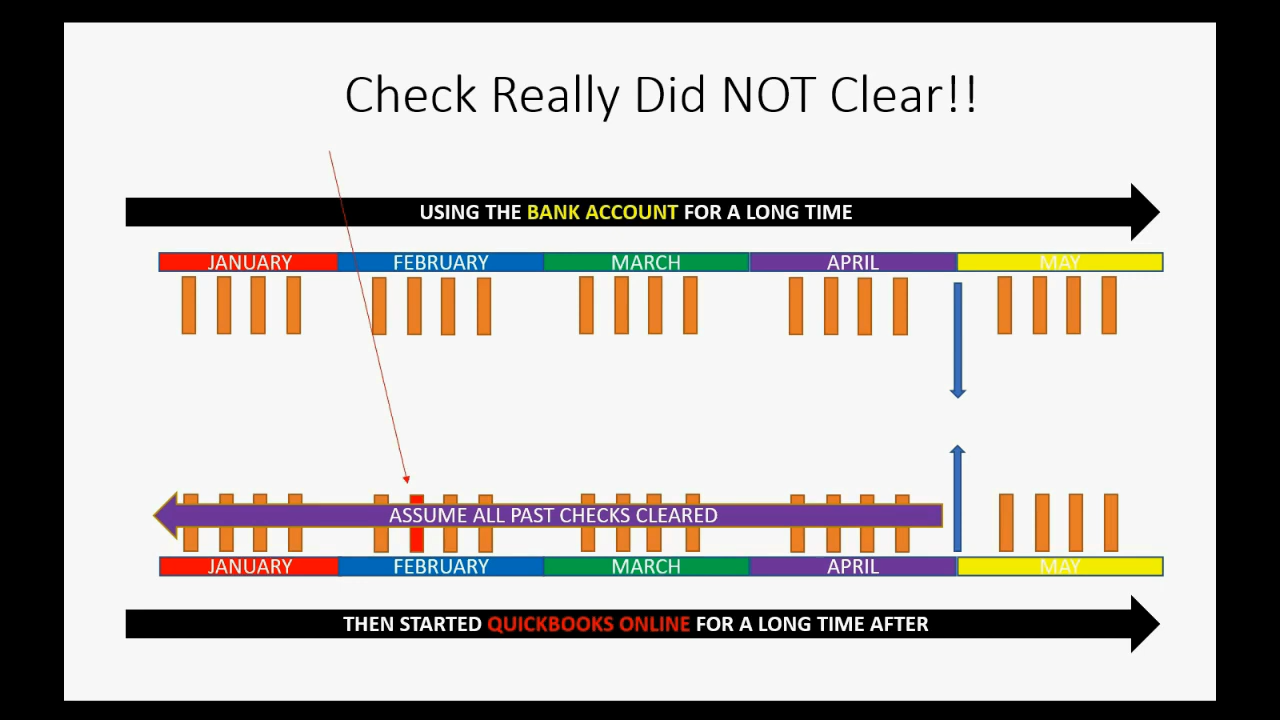 Check Really Did NOT Clear!!
USING THE BANK ACCOUNT FOR A LONG TIME
JANUARY FEBRUARY MARCH APRIL MAY
ASSUME ALL PAST CHECKS CLEARED
JANUARY FEBRUARY MARCH APRIL MAY
THEN STARTED QUICKBOOKS ONLINE FOR A LONG TIME AFTER